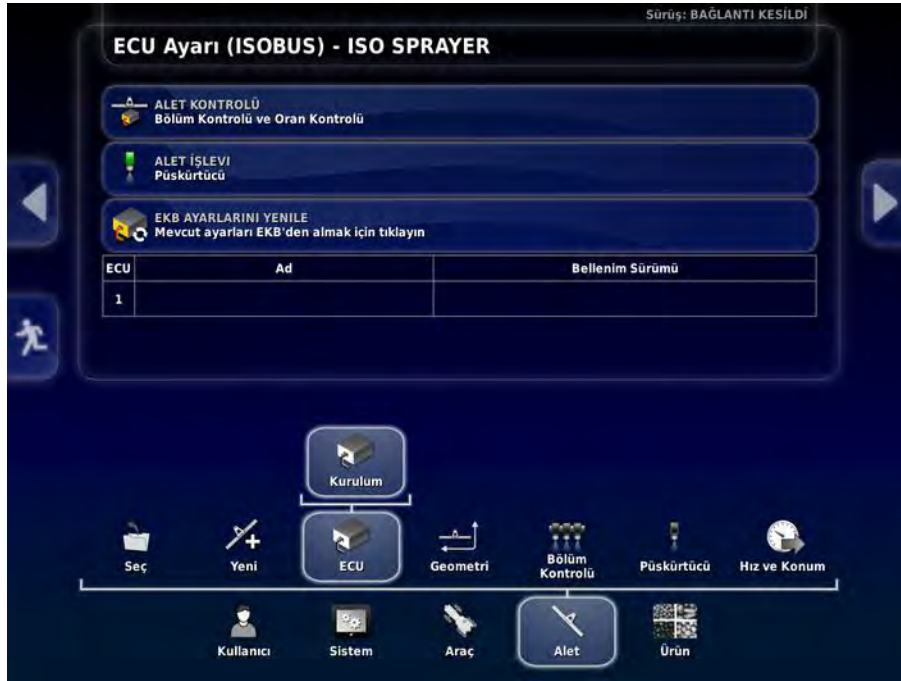 Sürüş: BAĞLANTI KESİLDİ
ECU Ayarı (ISOBUS) - ISO SPRAYER
ALET KONTROLÜ
Bölüm Kontrolü ve Oran Kontrolü
ALET İŞLEVI
Püskürtücü
EKB AYARLARINI YENILE
Mevcut ayarları EKB'den almak için tıklayın
ECU Ad Bellenim Sürümü
1
Kurulum
Seç Yeni ECU Geometri Bölüm Kontrolü Püskürtücü Hız ve Konum
Kullanıcı Sistem Araç Alet Ürün